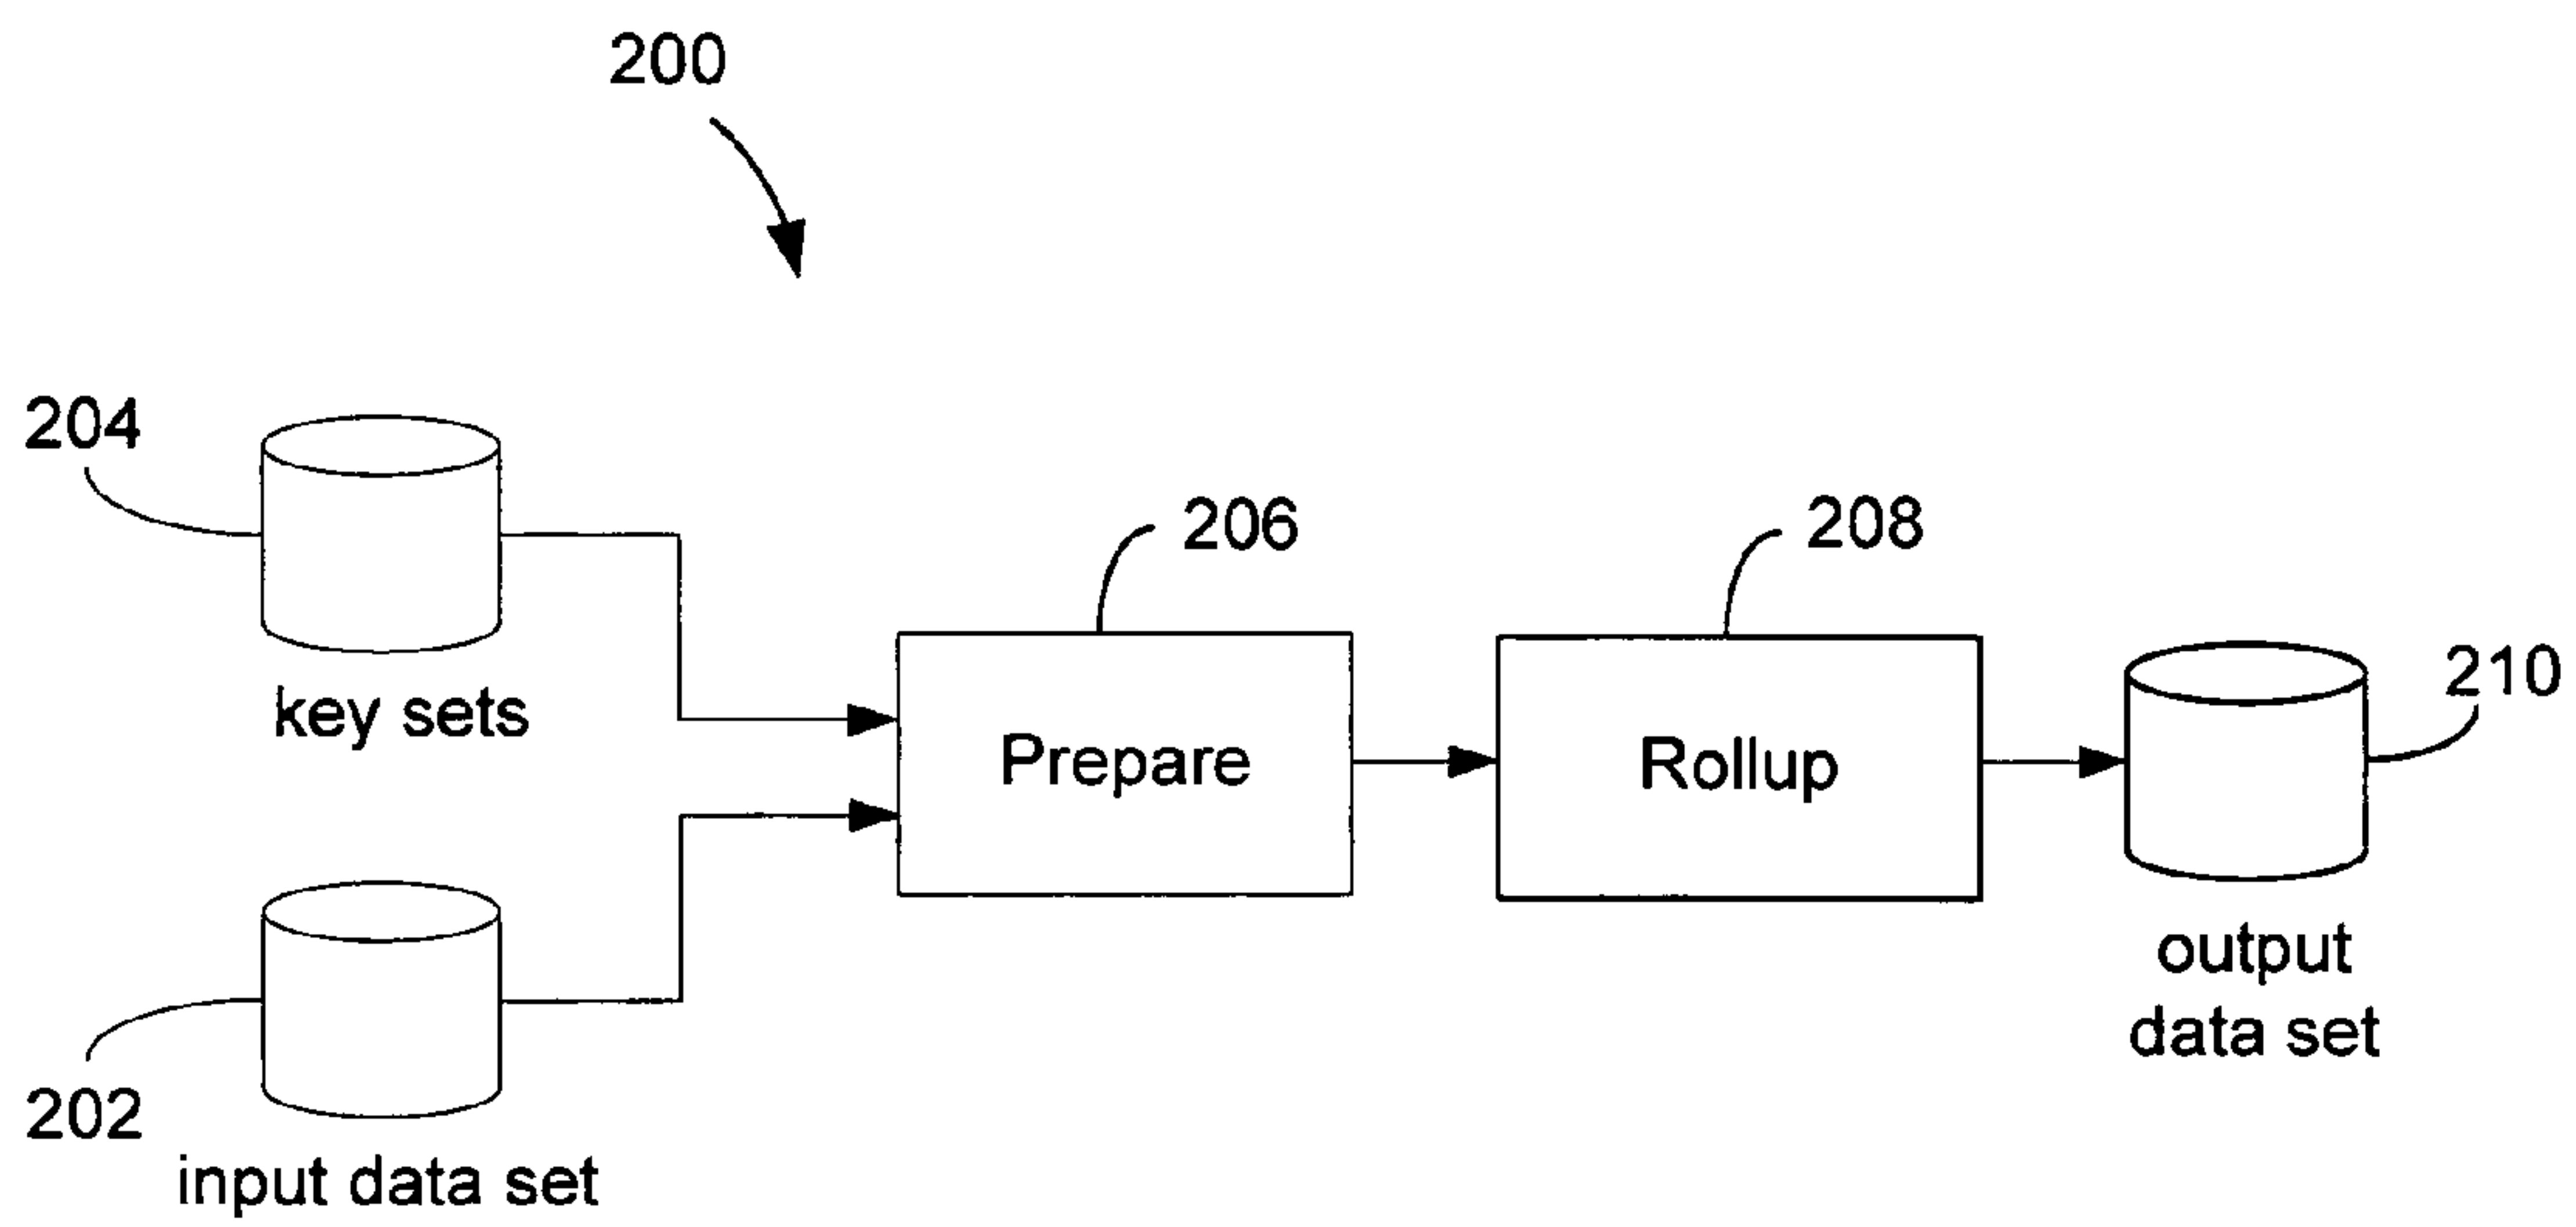 200
204
key sets
206
Prepare
208
Rollup
210
output
data set
202
input data set